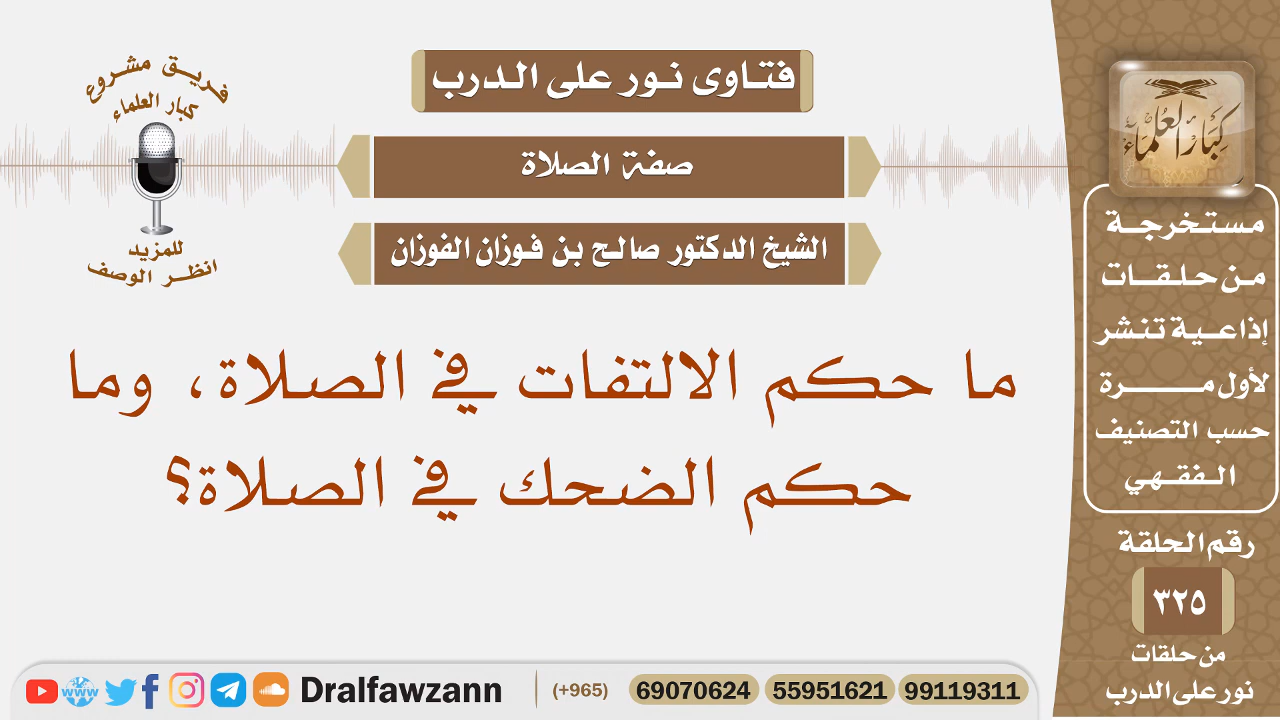 فتاوى نور على الدرب
صفة الصلاة
الشيخ الدكتور صالح بن فوزان الفوزان
ما حكم الالتفات في الصلاة، وما
حكم الضحك في الصلاة؟
فريق مشروع
كبار العلماء
للمزيد
انظر الوصف
كبار العلماء
مستخرجة
من حلقات
إذاعية تنشر
لأول مرة
حسب التصنيف
الفقهي
رقم الحلقة
٣٢٥
من حلقات
نور على الدرب
www Dralfawzann (+965) 69070624 55951621 99119311